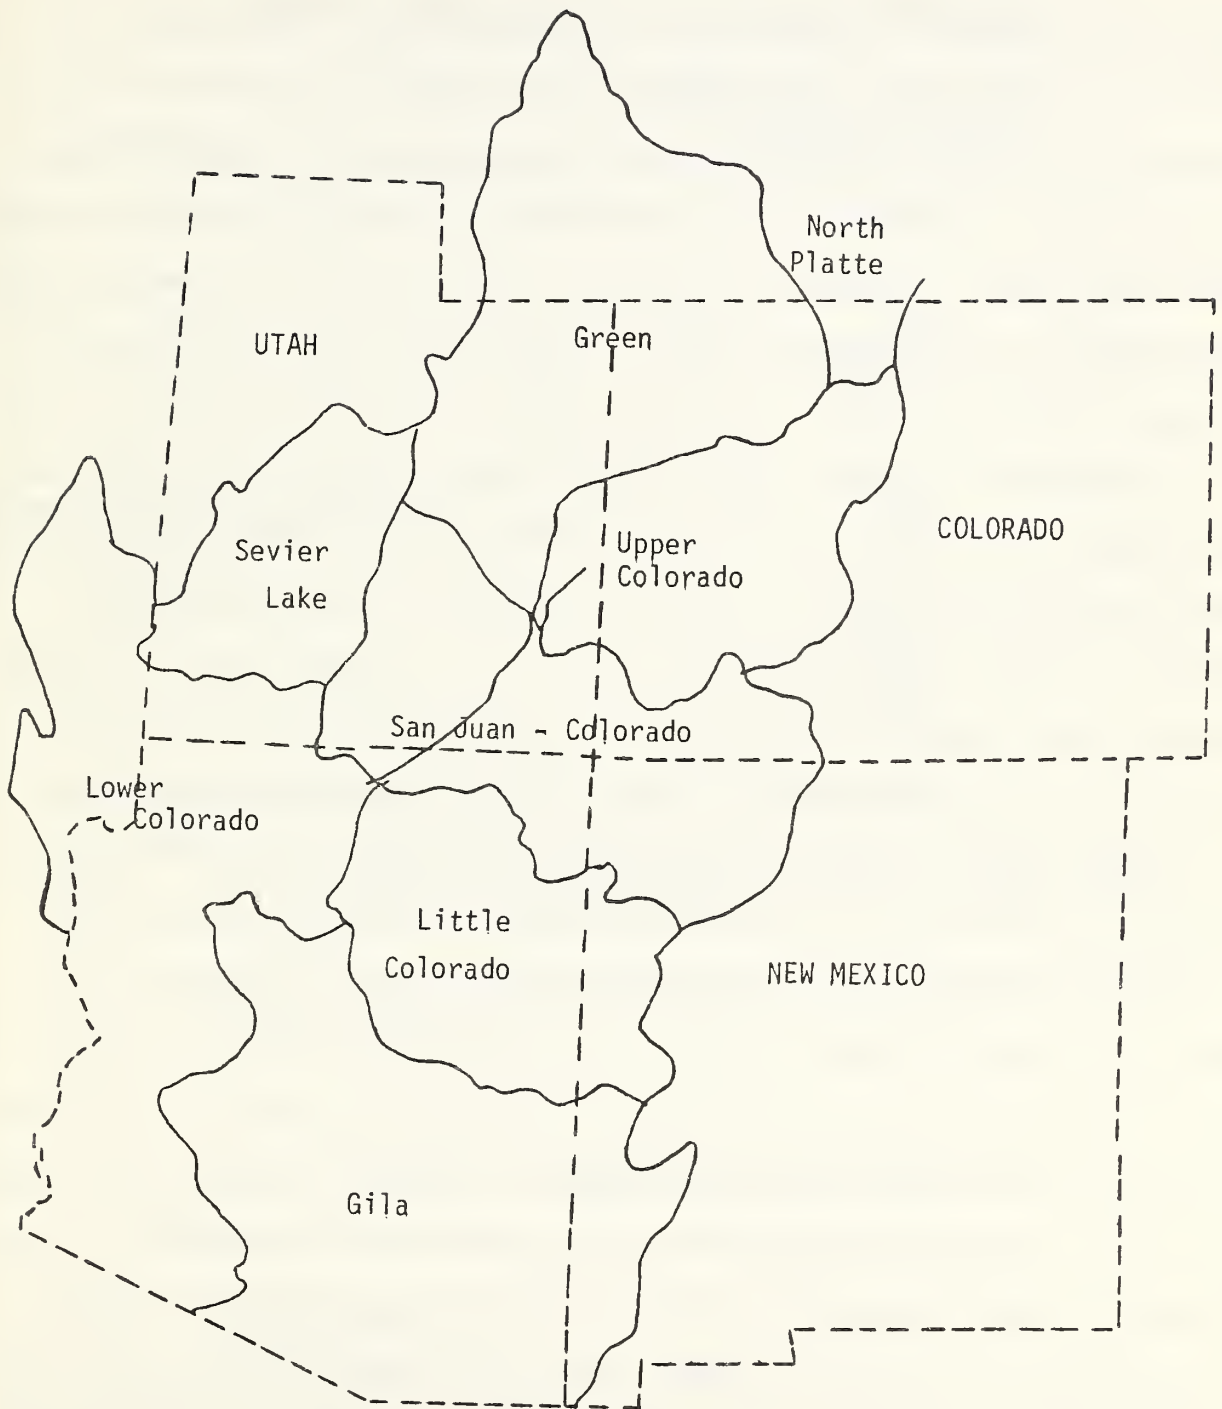 North
Platte
UTAH
Green
COLORADO
Upper
Colorado
Sevier
Lake
San Juan - Colorado
Lower
Colorado
Little
Colorado
NEW MEXICO
Gila